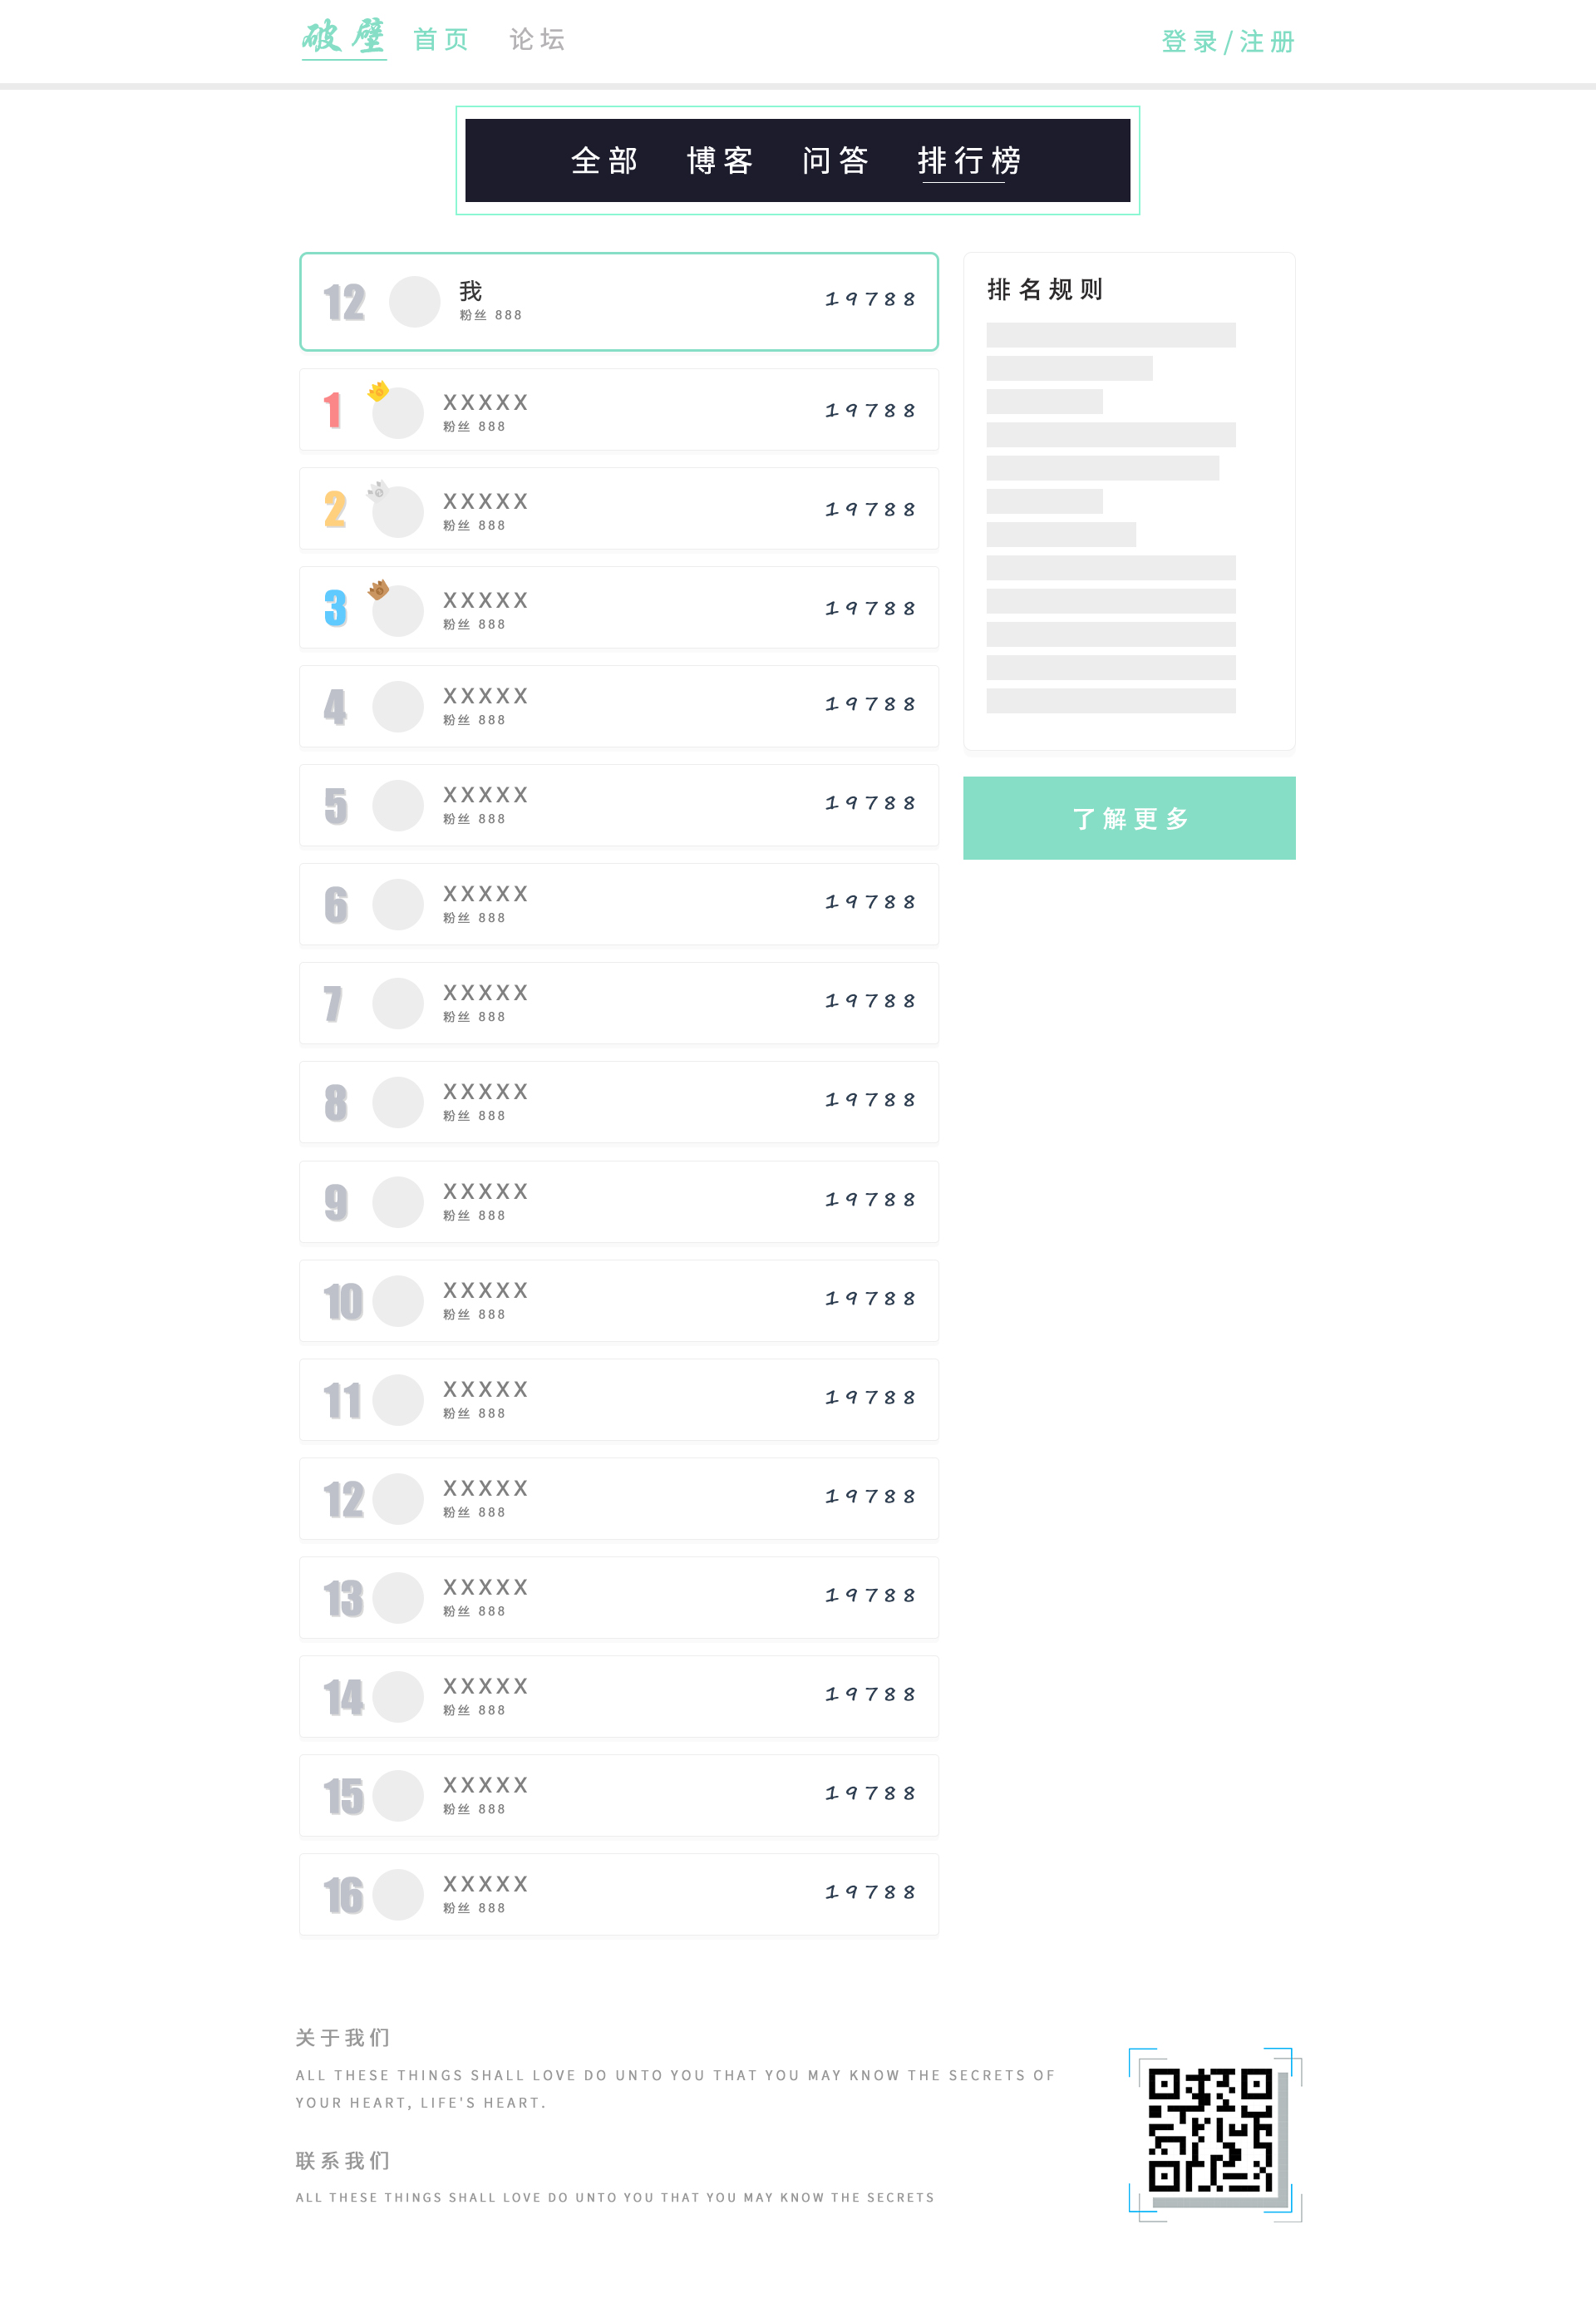 破壁 首页 论坛 登录/注册
全部 博客 问答 排行榜
12 我 19788
粉丝 888
1 XXXXX 19788
粉丝 888
2 XXXXX 19788
粉丝 888
3 XXXXX 19788
粉丝 888
4 XXXXX 19788
粉丝 888
5 XXXXX 19788
粉丝 888
6 XXXXX 19788
粉丝 888
7 XXXXX 19788
粉丝 888
8 XXXXX 19788
粉丝 888
9 XXXXX 19788
粉丝 888
10 XXXXX 19788
粉丝 888
11 XXXXX 19788
粉丝 888
12 XXXXX 19788
粉丝 888
13 XXXXX 19788
粉丝 888
14 XXXXX 19788
粉丝 888
15 XXXXX 19788
粉丝 888
16 XXXXX 19788
粉丝 888
排名规则
了解更多
关于我们
ALL THESE THINGS SHALL LOVE DO UNTO YOU THAT YOU MAY KNOW THE SECRETS OF
YOUR HEART, LIFE'S HEART.
联系我们
ALL THESE THINGS SHALL LOVE DO UNTO YOU THAT YOU MAY KNOW THE SECRETS